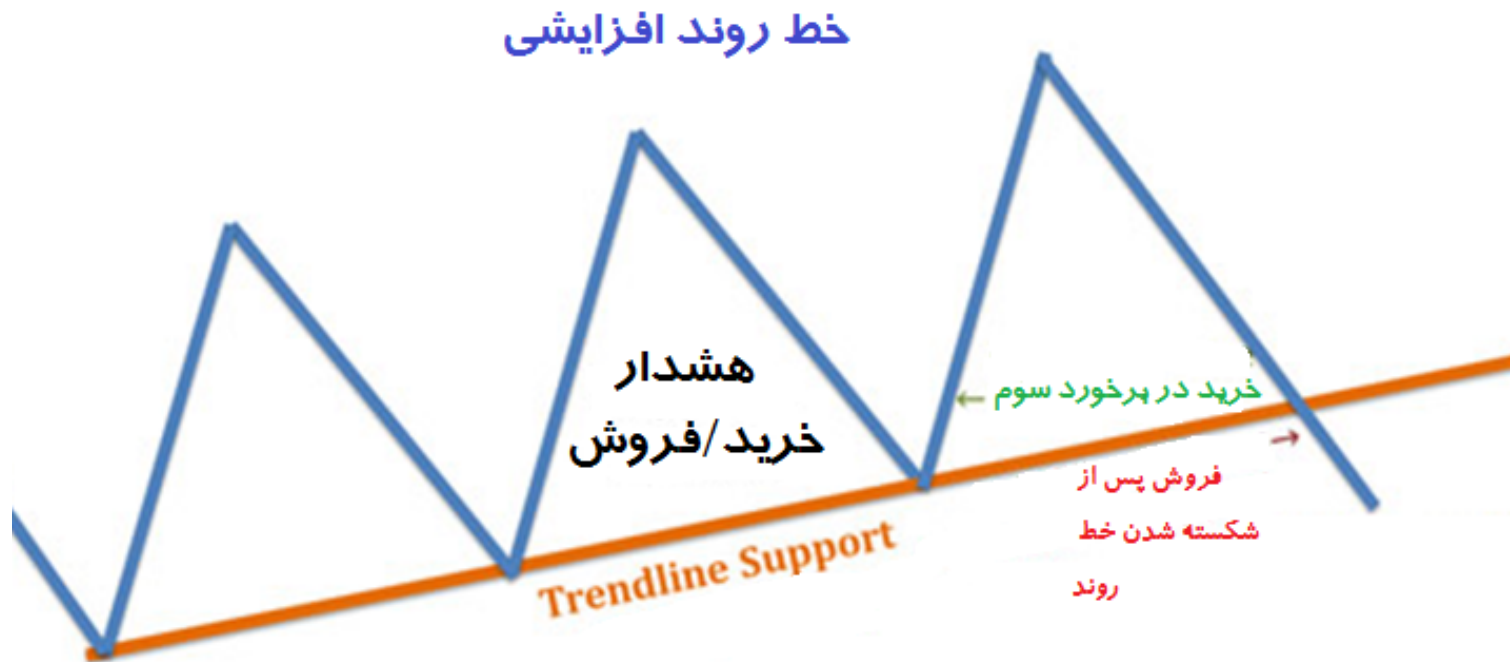 خط روند افزایشی
هشدار
خرید/فروش
خرید در برخورد سوم
فروش پس از
شکسته شدن خط
روند
Trendline Support